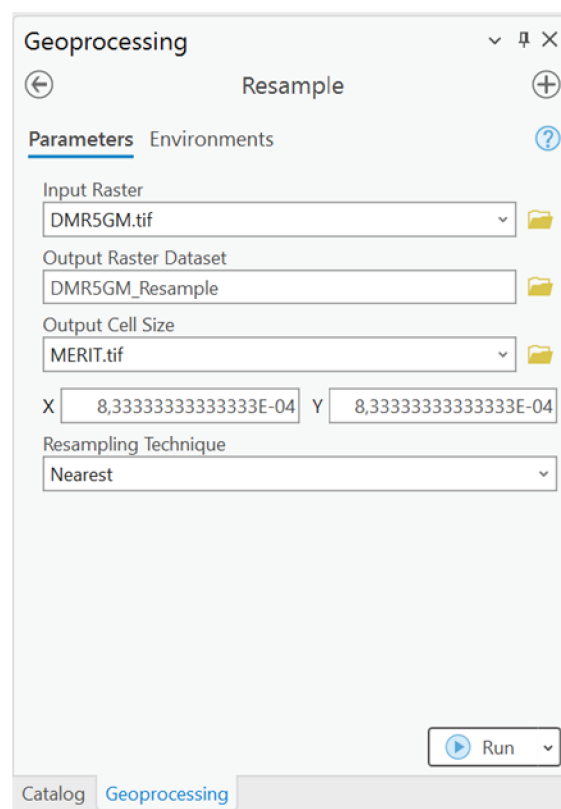 Geoprocessing
Resample
Parameters Environments
Input Raster
DMR5GM.tif
Output Raster Dataset
DMR5GM_Resample
Output Cell Size
MERIT.tif
X 8,33333333333333E-04 Y 8,33333333333333E-04
Resampling Technique
Nearest
Run
Catalog Geoprocessing